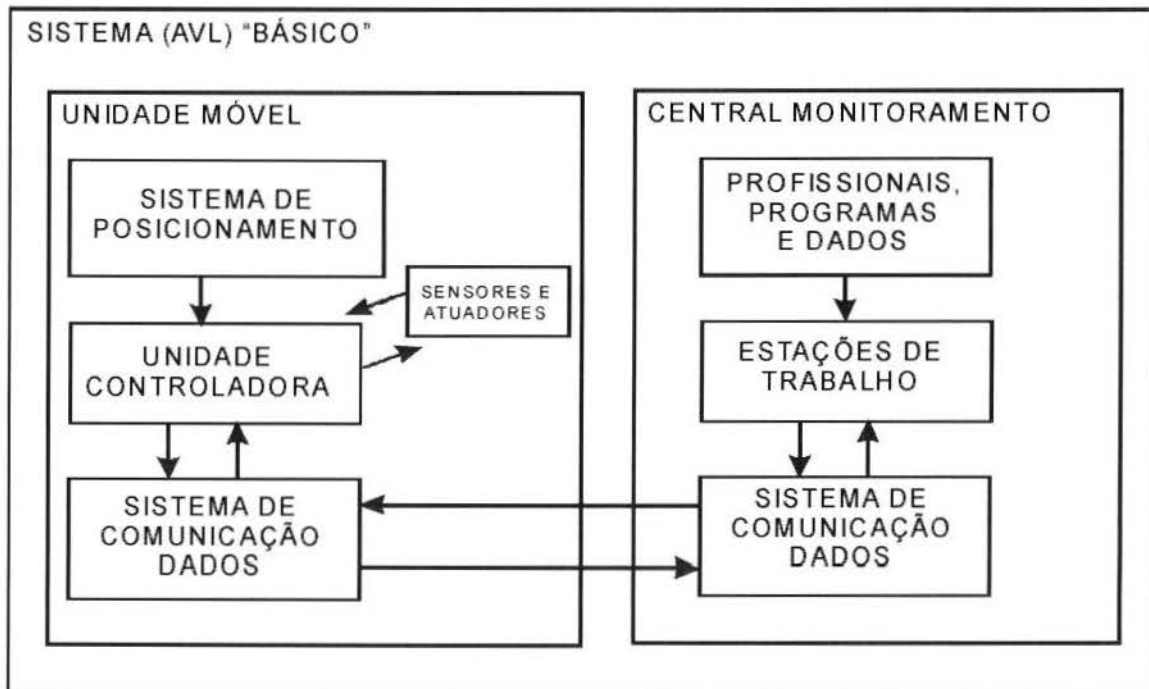 SISTEMA (AVL) “BÁSICO”
UNIDADE MÓVEL
SISTEMA DE
POSICIONAMENTO
SENSORES E
ATUADORES
UNIDADE
CONTROLADORA
SISTEMA DE
COMUNICAÇÃO
DADOS
CENTRAL MONITORAMENTO
PROFISSIONAIS,
PROGRAMAS
E DADOS
ESTAÇÕES DE
TRABALHO
SISTEMA DE
COMUNICAÇÃO
DADOS